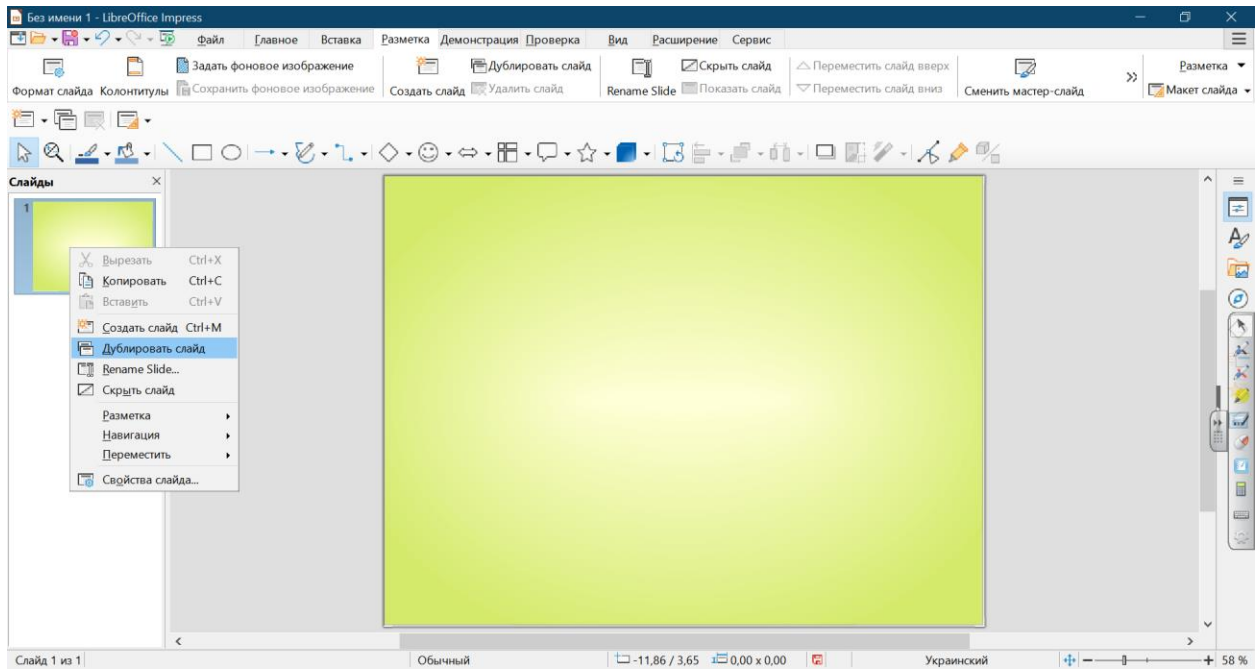 Без имени 1 - LibreOffice Impress
Файл Главное Вставка Разметка Демонстрация Проверка Вид Расширение Сервис
Задать фоновое изображение Дублировать слайд Скрыть слайд Переместить слайд вверх Разметка
Формат слайда Колонтитулы Сохранить фоновое изображение Создать слайд Удалить слайд Rename Slide Показать слайд Переместить слайд вниз Сменить мастер-слайд Макет слайда
Слайды
1
Вырезать Ctrl+X
Копировать Ctrl+C
Вставить Ctrl+V
Создать слайд Ctrl+M
Дублировать слайд
Rename Slide...
Скрыть слайд
Разметка
Навигация
Переместить
Свойства слайда...
Слайд 1 из 1 Обычный -11,86 / 3,65 0,00 x 0,00 Украинский 58 %